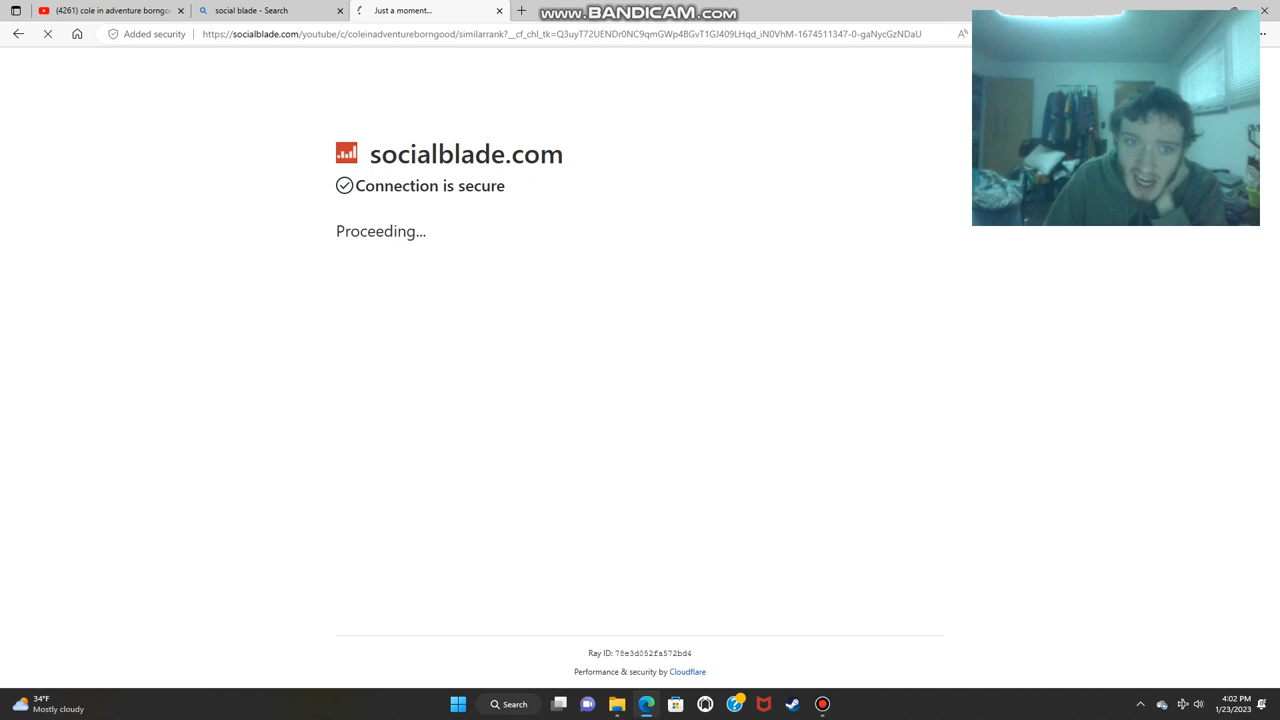 www.BANDICAM.com
(4261) cole in adventure borngo
social blade - Search
Just a moment...
Added security
https://socialblade.com/youtube/c/coleinadventureborngood/similarrank?__cf_chl_tk=Q3uyT72UENDr0NC9qmGWp4BGvT1GJ409LHqd_iN0VhM-1674511347-0-gaNycGzNDaU
socialblade.com
Connection is secure
Proceeding...
Ray ID: 78e3d052fa572bd4
Performance & security by Cloudflare
34°F
Mostly cloudy
Search
4:02 PM
1/23/2023